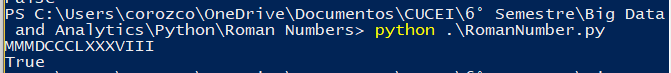 False
PS C:\Users\corozco\OneDrive\Documentos\CUCEI\6° Semestre\Big Data
 and Analytics\Python\Roman Numbers> python .\RomanNumber.py
MMMDCCCLXXXVIII
True